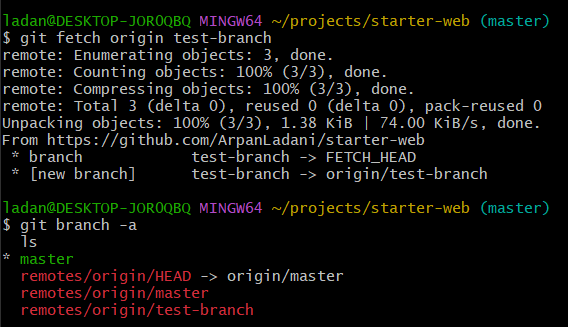 ladan@DESKTOP-JOR0QBQ MINGW64 ~/projects/starter-web (master)
$ git fetch origin test-branch
remote: Enumerating objects: 3, done.
remote: Counting objects: 100% (3/3), done.
remote: Compressing objects: 100% (3/3), done.
remote: Total 3 (delta 0), reused 0 (delta 0), pack-reused 0
Unpacking objects: 100% (3/3), 1.38 KiB | 74.00 KiB/s, done.
From https://github.com/ArpanLadani/starter-web
 * branch            test-branch -> FETCH_HEAD
 * [new branch]      test-branch -> origin/test-branch
ladan@DESKTOP-JOR0QBQ MINGW64 ~/projects/starter-web (master)
$ git branch -a
  ls
* master
  remotes/origin/HEAD -> origin/master
  remotes/origin/master
  remotes/origin/test-branch